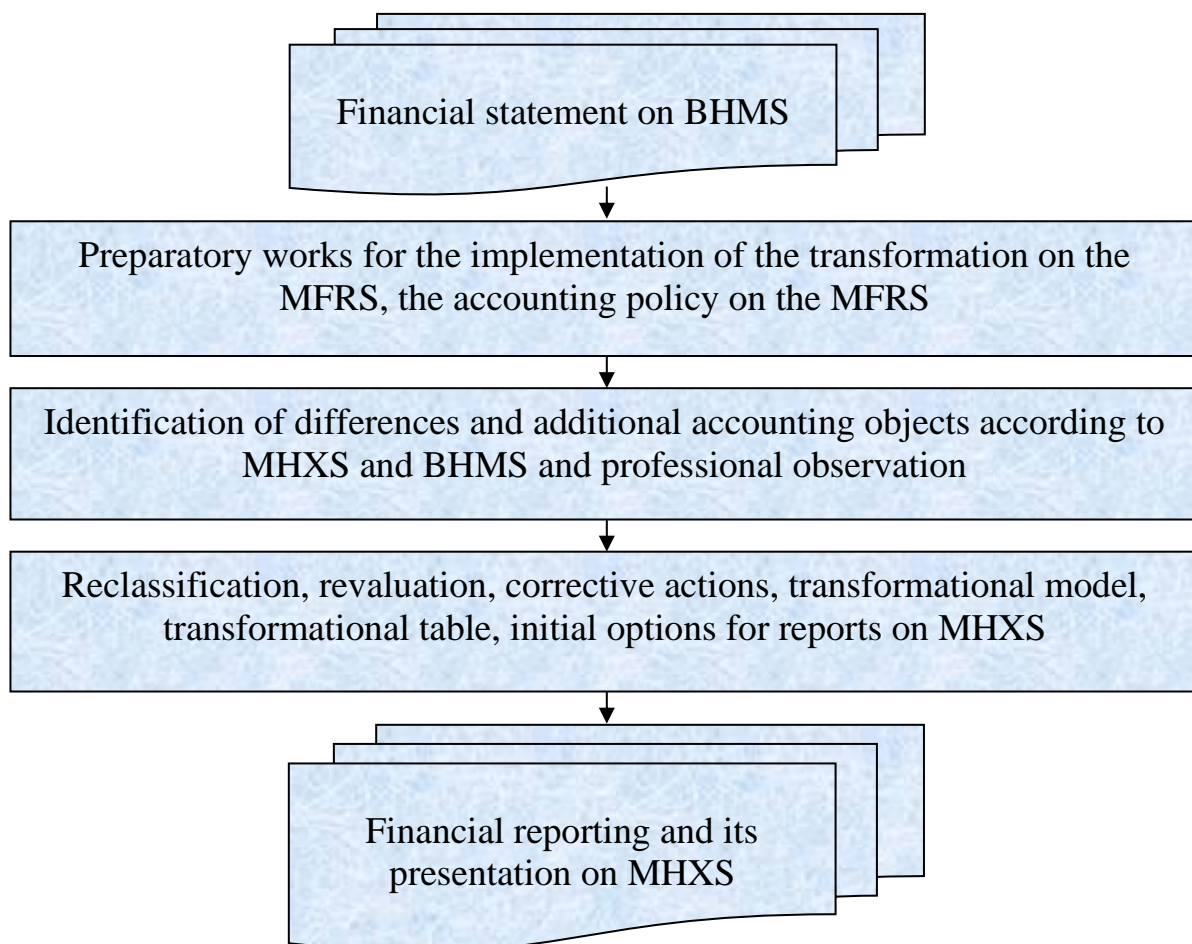 Financial statement on BHMS
Preparatory works for the implementation of the transformation on the
MFRS, the accounting policy on the MFRS
Identification of differences and additional accounting objects according to
MHXS and BHMS and professional observation
Reclassification, revaluation, corrective actions, transformational model,
transformational table, initial options for reports on MHXS
Financial reporting and its
presentation on MHXS